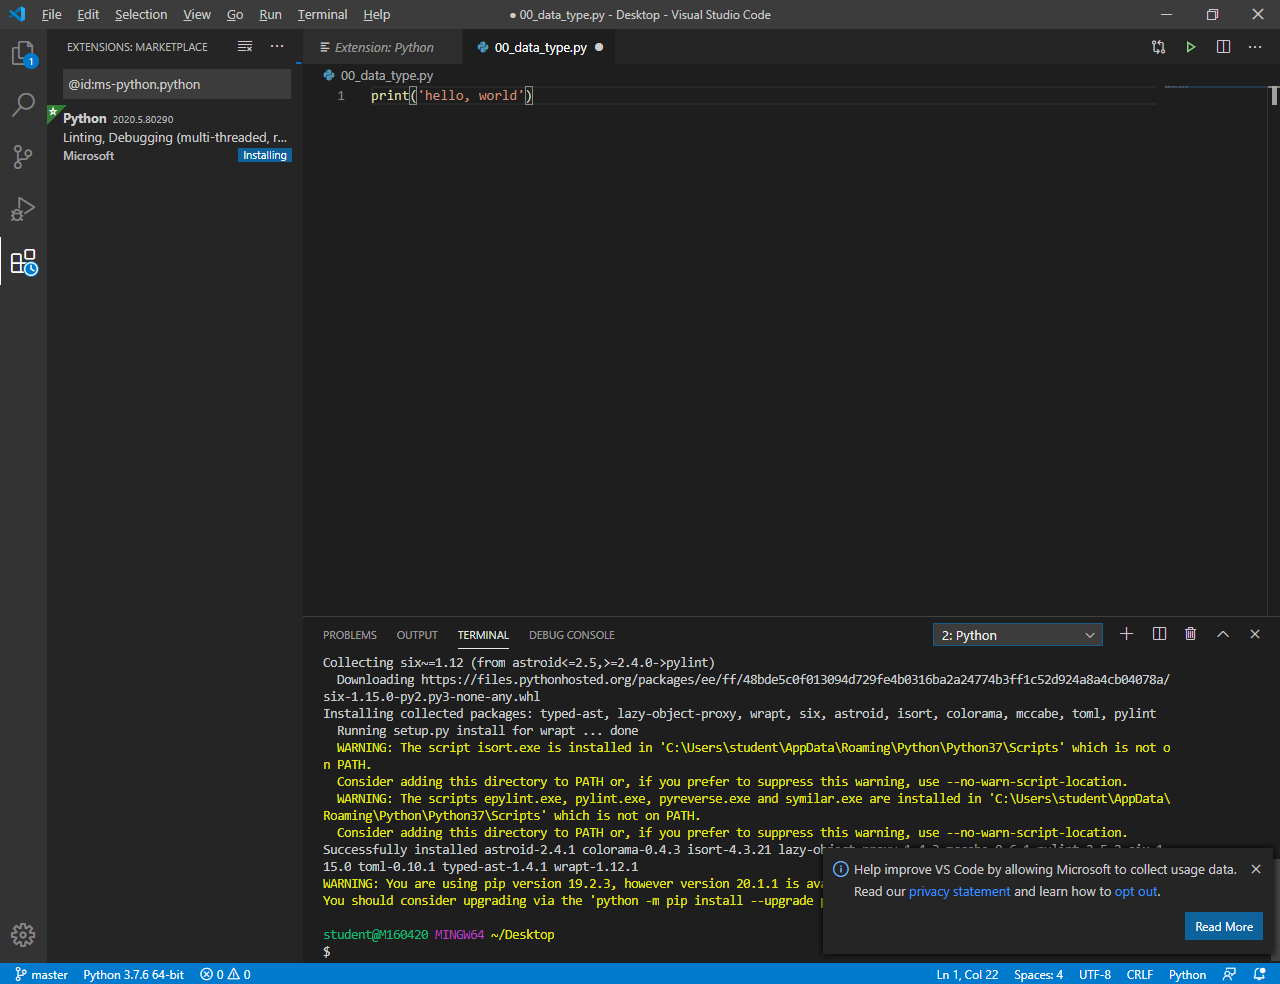 File Edit Selection View Go Run Terminal Help
● 00_data_type.py - Desktop - Visual Studio Code
1
EXTENSIONS: MARKETPLACE
@id:ms-python.python
Python 2020.5.80290
Linting, Debugging (multi-threaded, r...
Microsoft
Installing
Extension: Python
00_data_type.py
00_data_type.py
1 print('hello, world')
PROBLEMS OUTPUT TERMINAL DEBUG CONSOLE
2: Python
Collecting six~=1.12 (from astroid<=2.5,>=2.4.0->pylint)
Downloading https://files.pythonhosted.org/packages/ee/ff/48bde5c0f013094d729fe4b0316ba2a24774b3ff1c52d924a8a4cb04078a/
six-1.15.0-py2.py3-none-any.whl
Installing collected packages: typed-ast, lazy-object-proxy, wrapt, six, astroid, isort, colorama, mccabe, toml, pylint
Running setup.py install for wrapt ... done
WARNING: The script isort.exe is installed in 'C:\Users\student\AppData\Roaming\Python\Python37\Scripts' which is not o
n PATH.
Consider adding this directory to PATH or, if you prefer to suppress this warning, use --no-warn-script-location.
WARNING: The scripts epylint.exe, pylint.exe, pyreverse.exe and symilar.exe are installed in 'C:\Users\student\AppData\
Roaming\Python\Python37\Scripts' which is not on PATH.
Consider adding this directory to PATH or, if you prefer to suppress this warning, use --no-warn-script-location.
Successfully installed astroid-2.4.1 colorama-0.4.3 isort-4.3.21
15.0 toml-0.10.1 typed-ast-1.4.1 wrapt-1.12.1
WARNING: You are using pip version 19.2.3, however version 20.1.1 is
You should consider upgrading via the 'python -m pip install --upgrade
student@M160420 MINGW64 ~/Desktop
$
Help improve VS Code by allowing Microsoft to collect usage data.
Read our privacy statement and learn how to opt out.
Read More
master Python 3.7.6 64-bit 0 0
Ln 1, Col 22 Spaces: 4 UTF-8 CRLF Python